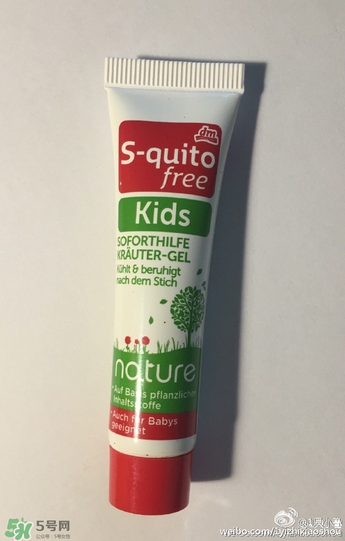 dm
S-quito
free
Kids
SOFORTHILFE
KRÄUTER-GEL
Kühlt & beruhigt
nach dem Stich
nature
• Auf Basis pflanzlicher
Inhaltsstoffe
• Auch für Babys
geeignet
5号网
weibo.com/